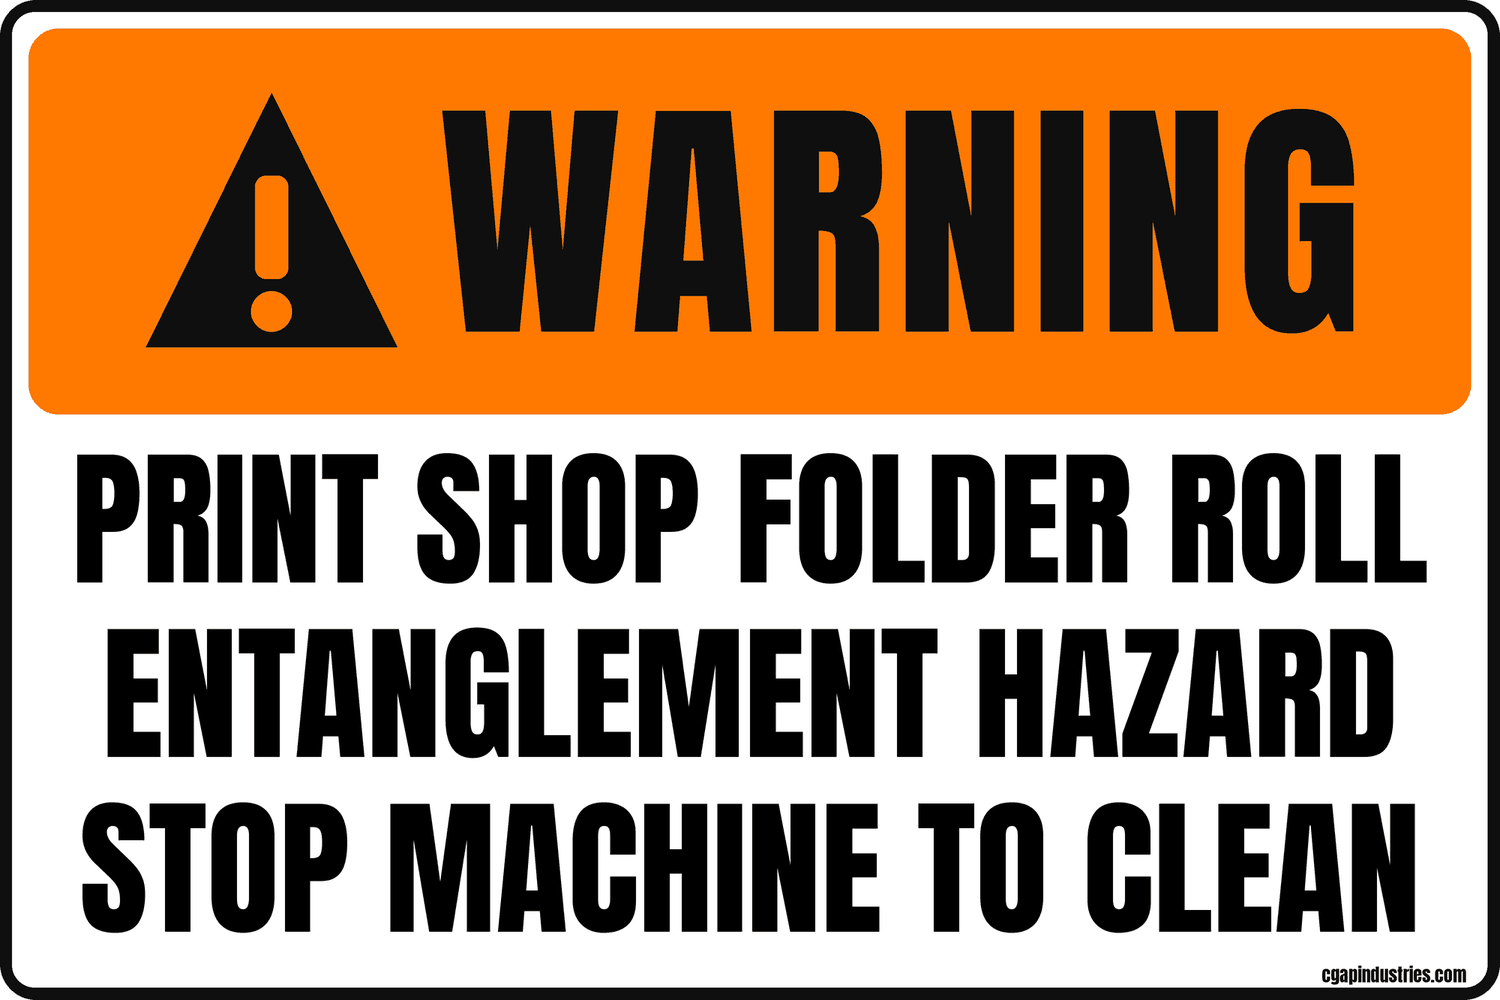 WARNING
PRINT SHOP FOLDER ROLL
ENTANGLEMENT HAZARD
STOP MACHINE TO CLEAN
cgapindustries.com